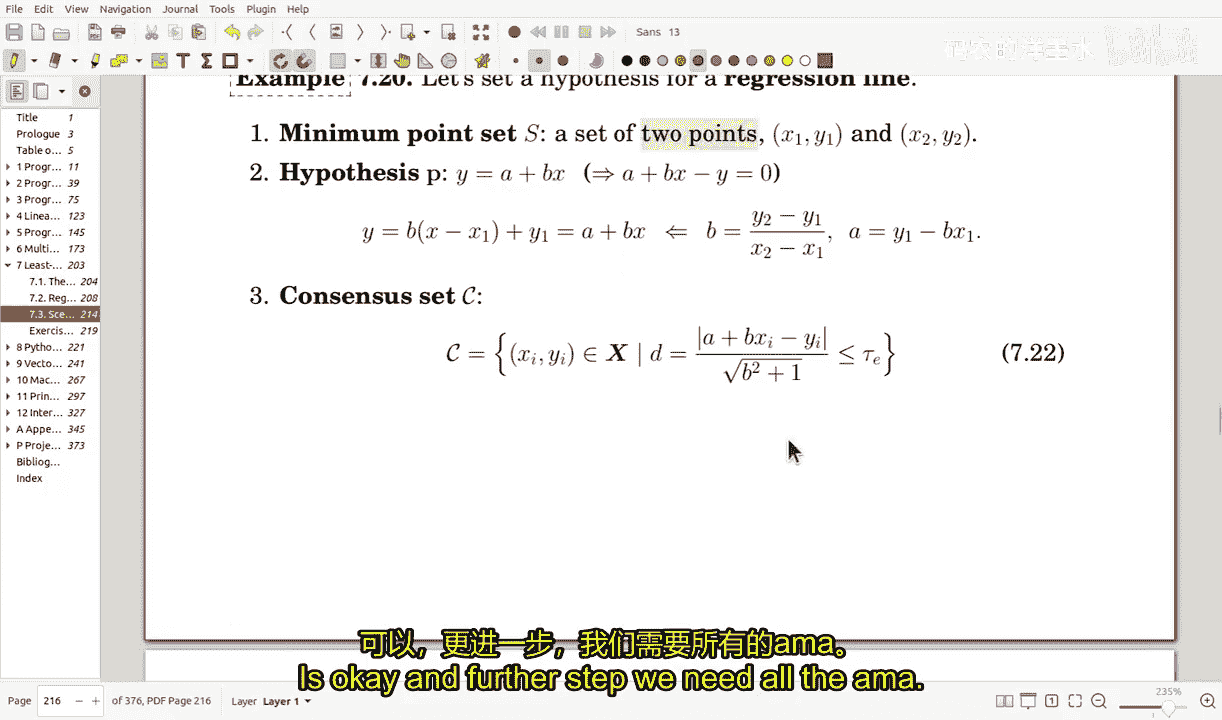 File Edit View Navigation Journal Tools Plugin Help
Sans 13
Title 1
Prologue 3
Table o... 5
1 Progr... 11
2 Progr... 39
3 Progr... 75
4 Linea... 123
5 Progr... 145
6 Multi... 173
7 Least-... 203
7.1. The... 204
7.2. Reg... 208
7.3. Sce... 214
Exercis... 219
8 Pytho... 221
9 Vecto... 241
10 Mac... 267
11 Prin... 297
12 Inter... 327
A Appe... 345
P Proje... 373
Bibliog...
Index
Example 7.20. Let's set a hypothesis for a regression line.
1. Minimum point set S: a set of two points, (x₁, y₁) and (x₂, y₂).
2. Hypothesis p: y = a + bx (⇒ a + bx − y = 0)
y = b(x − x₁) + y₁ = a + bx ⇐ b = (y₂ − y₁)/(x₂ − x₁), a = y₁ − bx₁.
3. Consensus set 𝒞:
𝒞 = {(xᵢ, yᵢ) ∈ X | d = |a + bxᵢ − yᵢ|/√(b² + 1) ≤ τₑ} (7.22)
可以，更进一步，我们需要所有的ama。
Is okay and further step we need all the ama.
Page 216 of 376, PDF Page 216 Layer Layer 1 235%